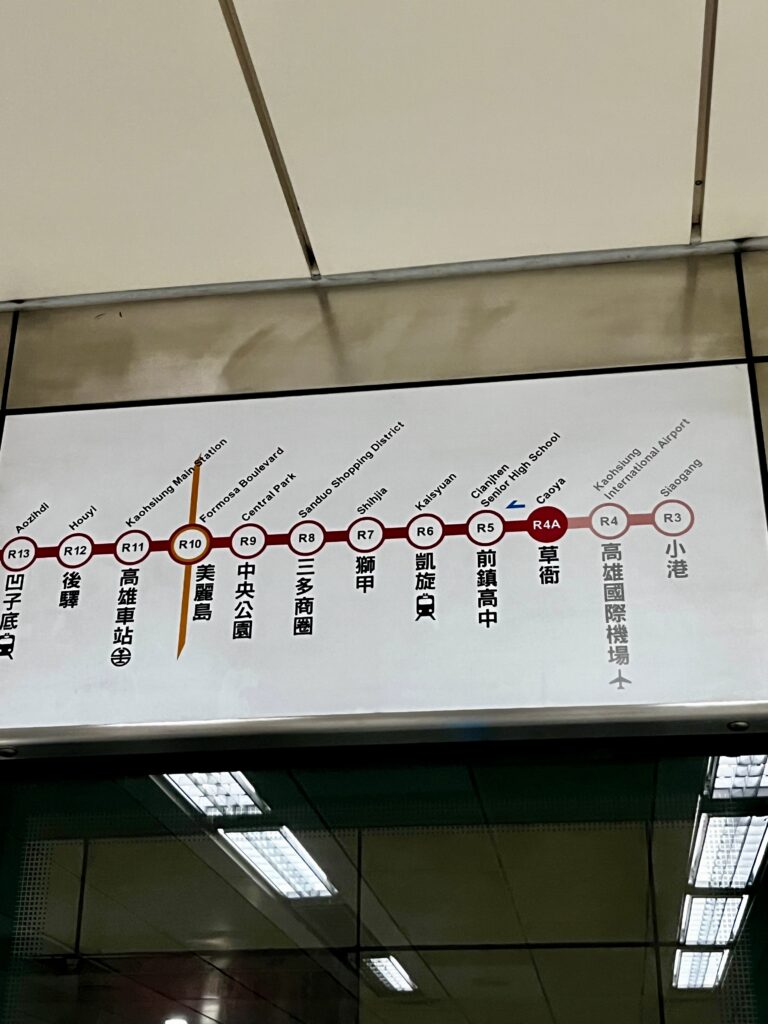 Aozihdi
R13
凹子底
Houyi
R12
後驛
Kaohsiung Main Station
R11
高雄車站
Formosa Boulevard
R10
美麗島
Central Park
R9
中央公園
Sanduo Shopping District
R8
三多商圈
Shihjia
R7
獅甲
Kaisyuan
R6
凱旋
Cianjhen
Senior High School
R5
前鎮高中
Caoya
R4A
草衙
Kaohsiung
International Airport
R4
高雄國際機場
Siaogang
R3
小港